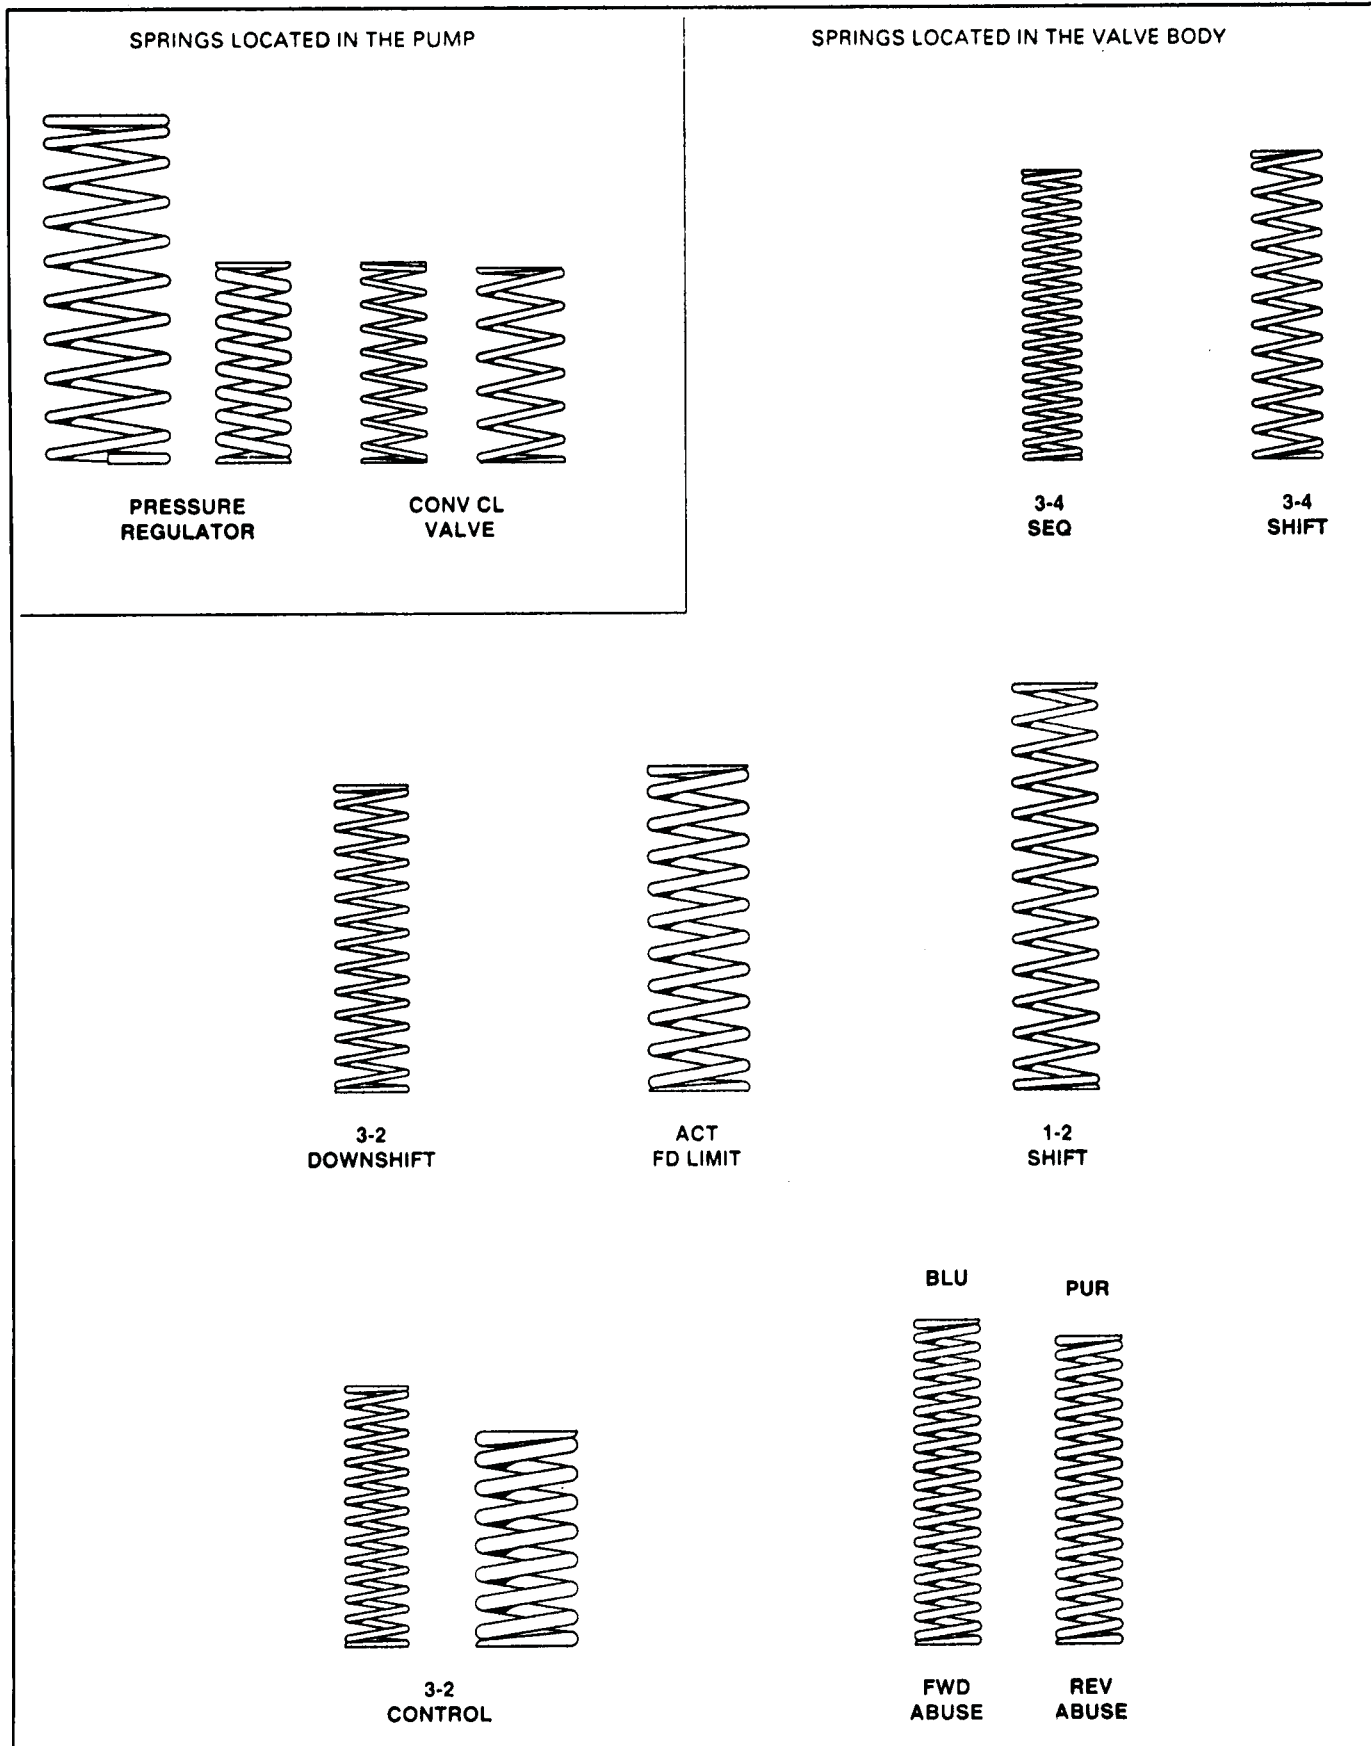 SPRINGS LOCATED IN THE PUMP
SPRINGS LOCATED IN THE VALVE BODY
PRESSURE
REGULATOR
CONV CL
VALVE
3-4
SEQ
3-4
SHIFT
3-2
DOWNSHIFT
ACT
FD LIMIT
1-2
SHIFT
BLU
PUR
3-2
CONTROL
FWD
ABUSE
REV
ABUSE